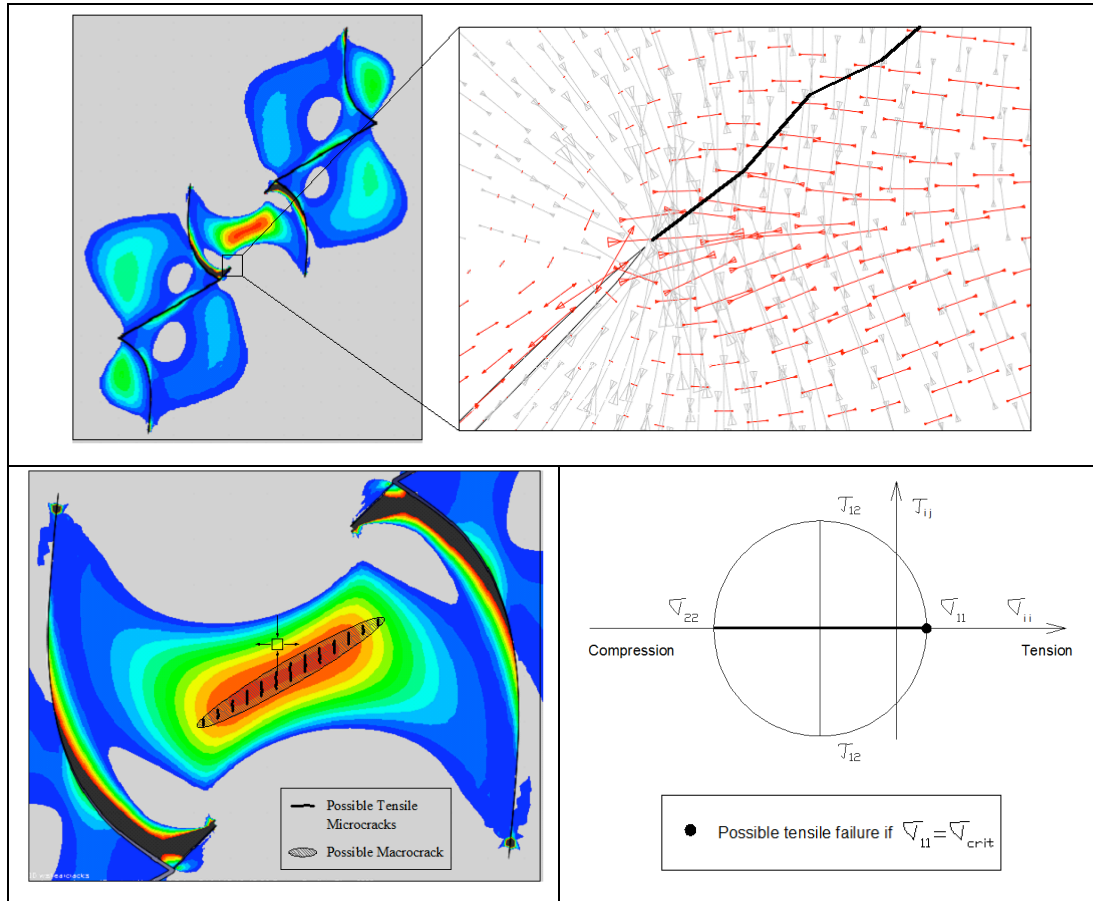 Possible Tensile
Microcracks
Possible Macrocrack
τ12
τij
σ22
σ11
σii
Compression
Tension
τ12
Possible tensile failure if σ11=σcrit